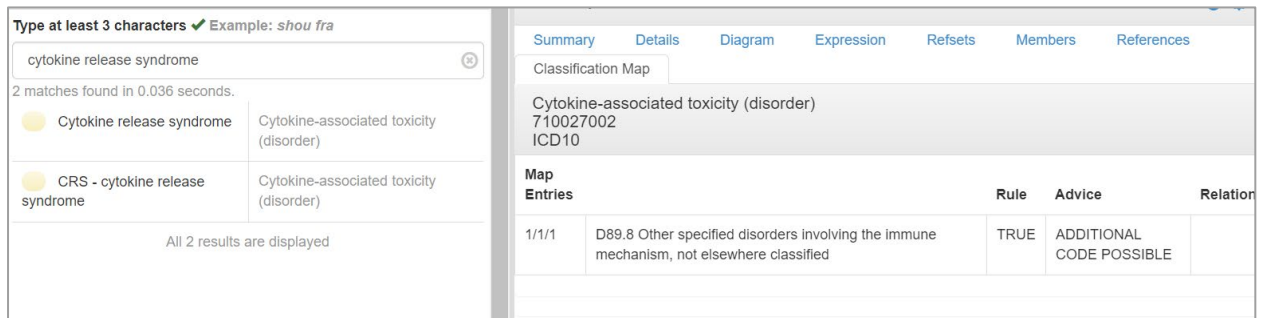 Type at least 3 characters ✔ Example: shou fra
cytokine release syndrome
2 matches found in 0.036 seconds.
Cytokine release syndrome
Cytokine-associated toxicity
(disorder)
CRS - cytokine release
syndrome
Cytokine-associated toxicity
(disorder)
All 2 results are displayed
Summary Details Diagram Expression Refsets Members References
Classification Map
Cytokine-associated toxicity (disorder)
710027002
ICD10
Map
Entries Rule Advice Relation
1/1/1
D89.8 Other specified disorders involving the immune
mechanism, not elsewhere classified
TRUE
ADDITIONAL
CODE POSSIBLE